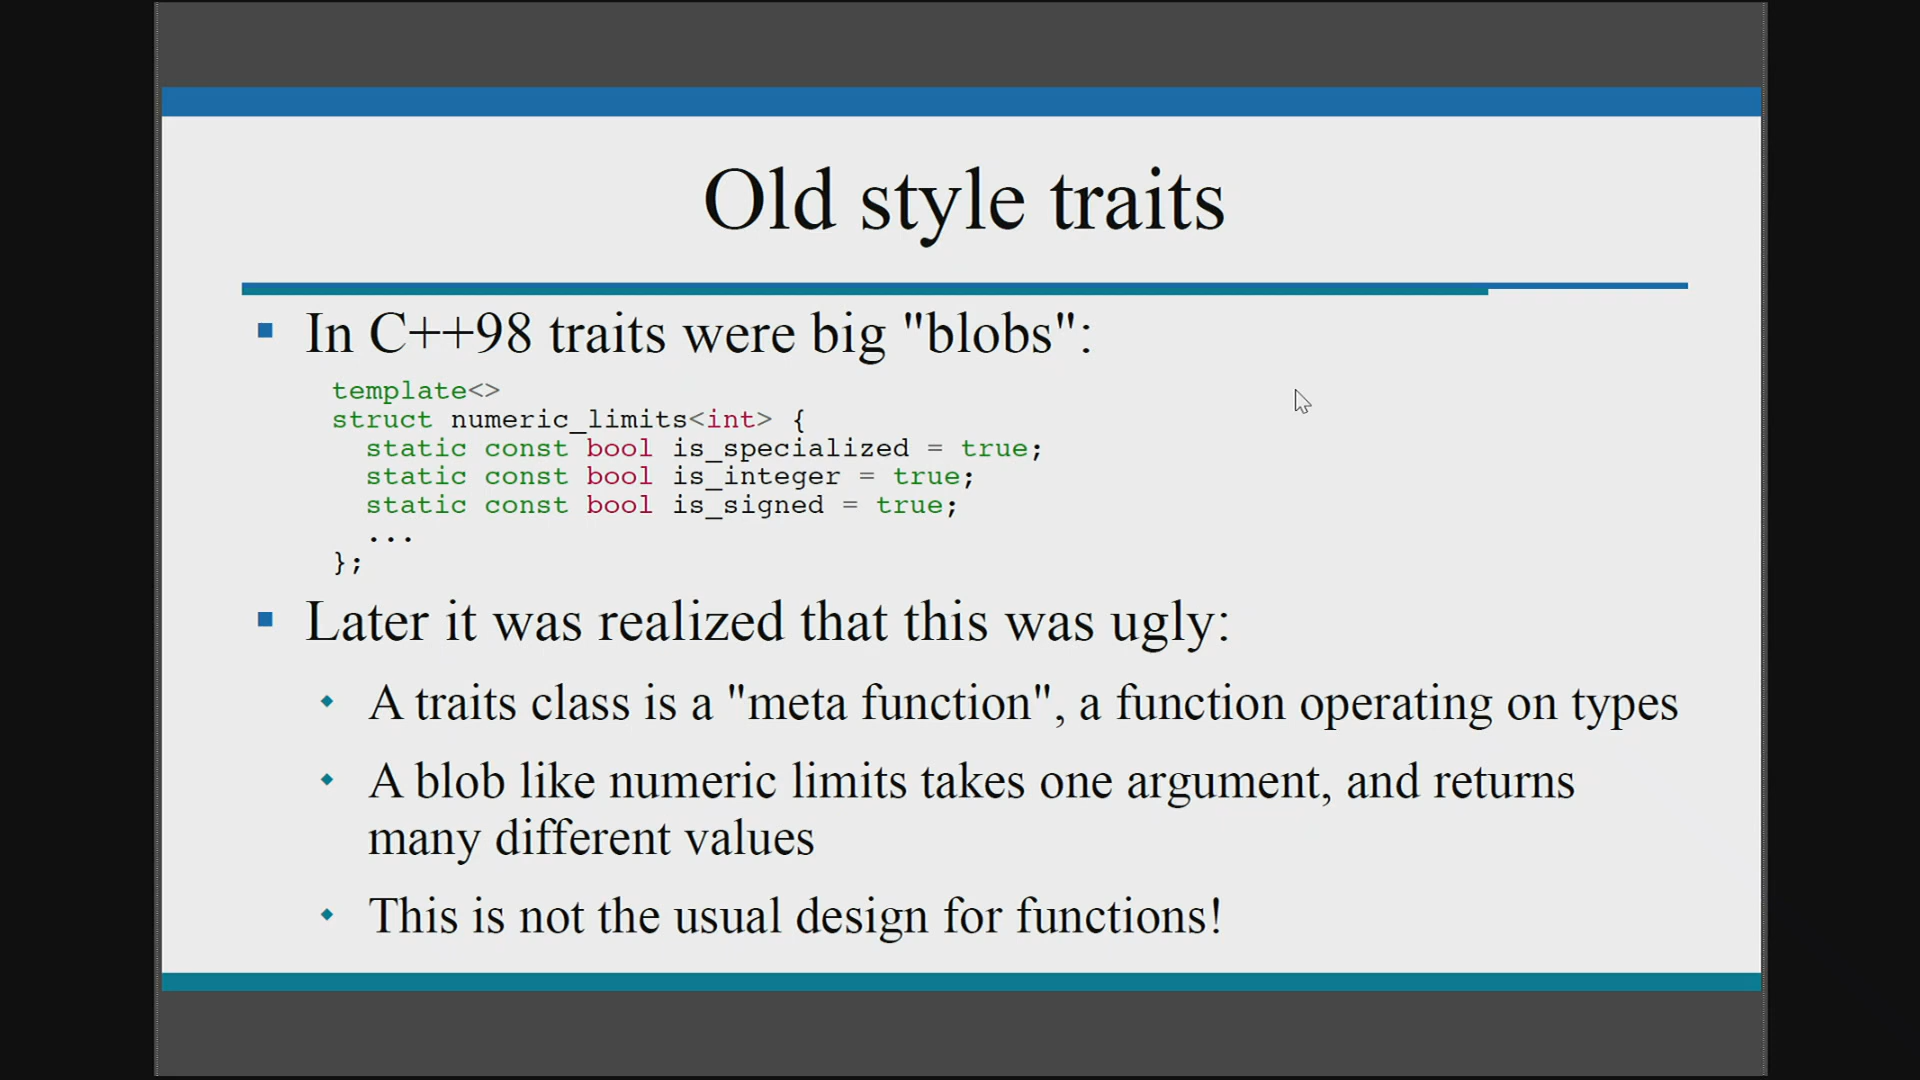 Old style traits
In C++98 traits were big "blobs":
template<>
struct numeric_limits<int> {
static const bool is_specialized = true;
static const bool is_integer = true;
static const bool is_signed = true;
...
};
Later it was realized that this was ugly:
A traits class is a "meta function", a function operating on types
A blob like numeric limits takes one argument, and returns
many different values
This is not the usual design for functions!